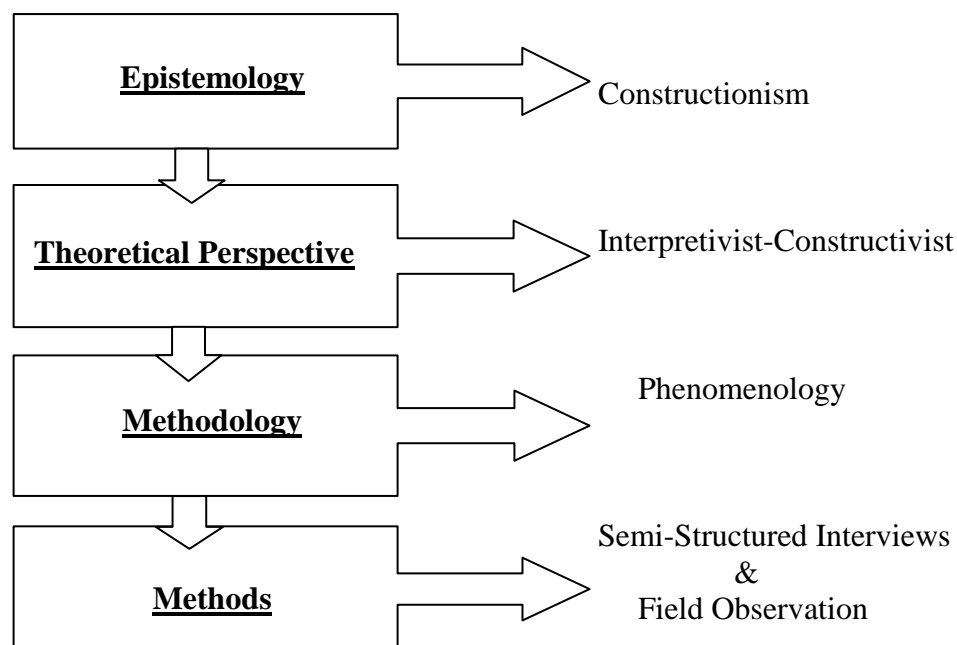 Epistemology
Constructionism
Theoretical Perspective
Interpretivist-Constructivist
Methodology
Phenomenology
Methods
Semi-Structured Interviews
&
Field Observation